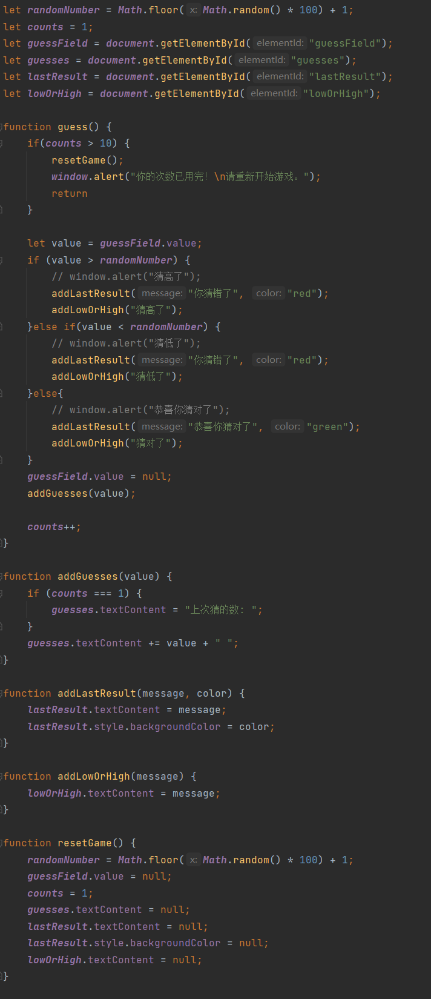 let randomNumber = Math.floor( x: Math.random() * 100) + 1;
let counts = 1;
let guessField = document.getElementById( elementId: "guessField");
let guesses = document.getElementById( elementId: "guesses");
let lastResult = document.getElementById( elementId: "lastResult");
let lowOrHigh = document.getElementById( elementId: "lowOrHigh");
function guess() {
if(counts > 10) {
resetGame();
window.alert("你的次数已用完！\n请重新开始游戏。");
return
}
let value = guessField.value;
if (value > randomNumber) {
// window.alert("猜高了");
addLastResult( message: "你猜错了", color: "red");
addLowOrHigh("猜高了");
}else if(value < randomNumber) {
// window.alert("猜低了");
addLastResult( message: "你猜错了", color: "red");
addLowOrHigh("猜低了");
}else{
// window.alert("恭喜你猜对了");
addLastResult( message: "恭喜你猜对了", color: "green");
addLowOrHigh("猜对了");
}
guessField.value = null;
addGuesses(value);
counts++;
}
function addGuesses(value) {
if (counts === 1) {
guesses.textContent = "上次猜的数: ";
}
guesses.textContent += value + " ";
}
function addLastResult(message, color) {
lastResult.textContent = message;
lastResult.style.backgroundColor = color;
}
function addLowOrHigh(message) {
lowOrHigh.textContent = message;
}
function resetGame() {
randomNumber = Math.floor( x: Math.random() * 100) + 1;
guessField.value = null;
counts = 1;
guesses.textContent = null;
lastResult.textContent = null;
lastResult.style.backgroundColor = null;
lowOrHigh.textContent = null;
}